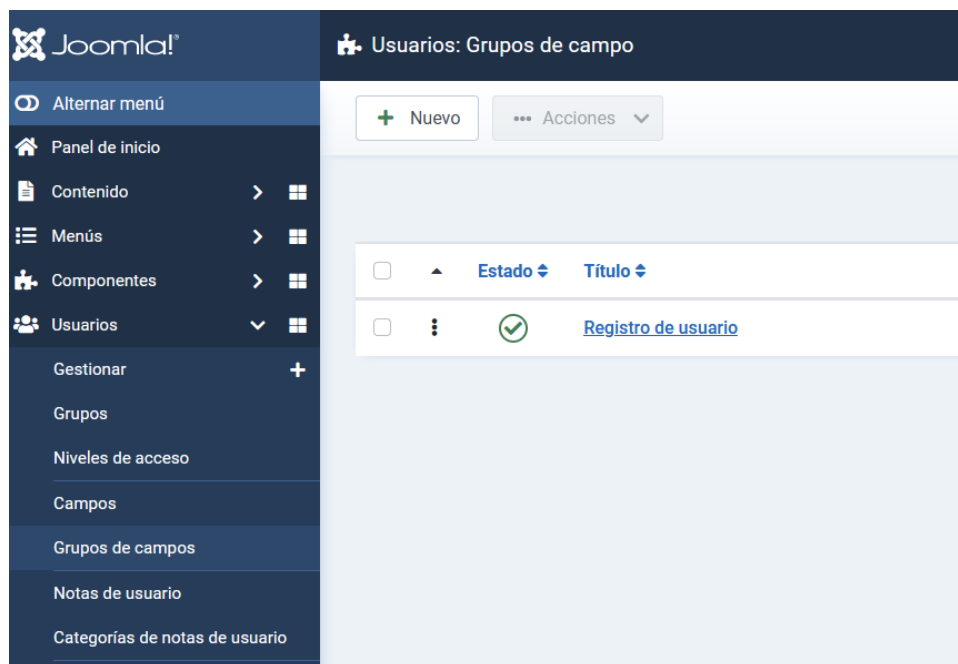 Joomla!®
Usuarios: Grupos de campo
Alternar menú
Nuevo
Acciones
Panel de inicio
Contenido
Menús
Componentes
Usuarios
Gestionar
Grupos
Niveles de acceso
Campos
Grupos de campos
Notas de usuario
Categorías de notas de usuario
Estado
Título
Registro de usuario